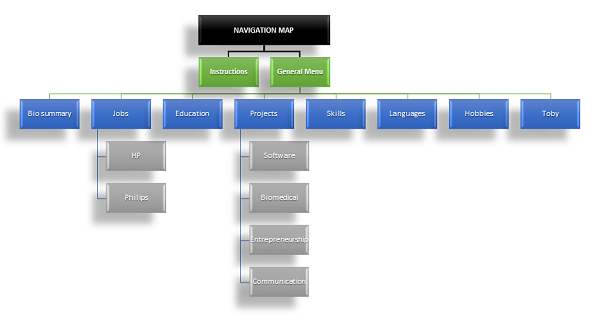 NAVIGATION MAP
Instructions
General Menu
Bio summary
Jobs
Education
Projects
Skills
Languages
Hobbies
Toby
HP
Philips
Software
Biomedical
Entrepreneurship
Communication